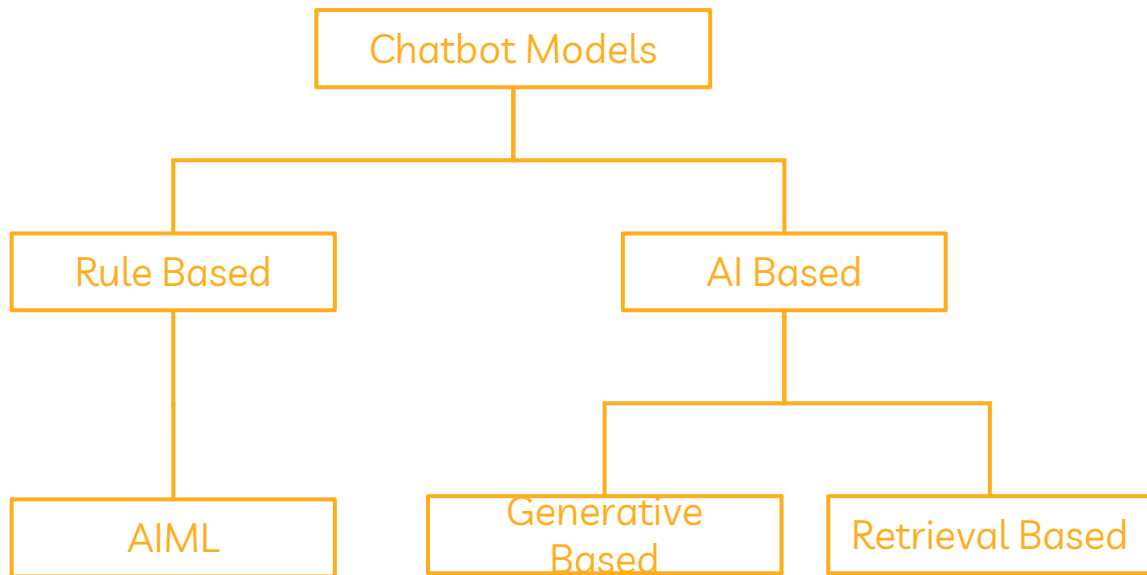 Chatbot Models
Rule Based
AI Based
AIML
Generative
Based
Retrieval Based